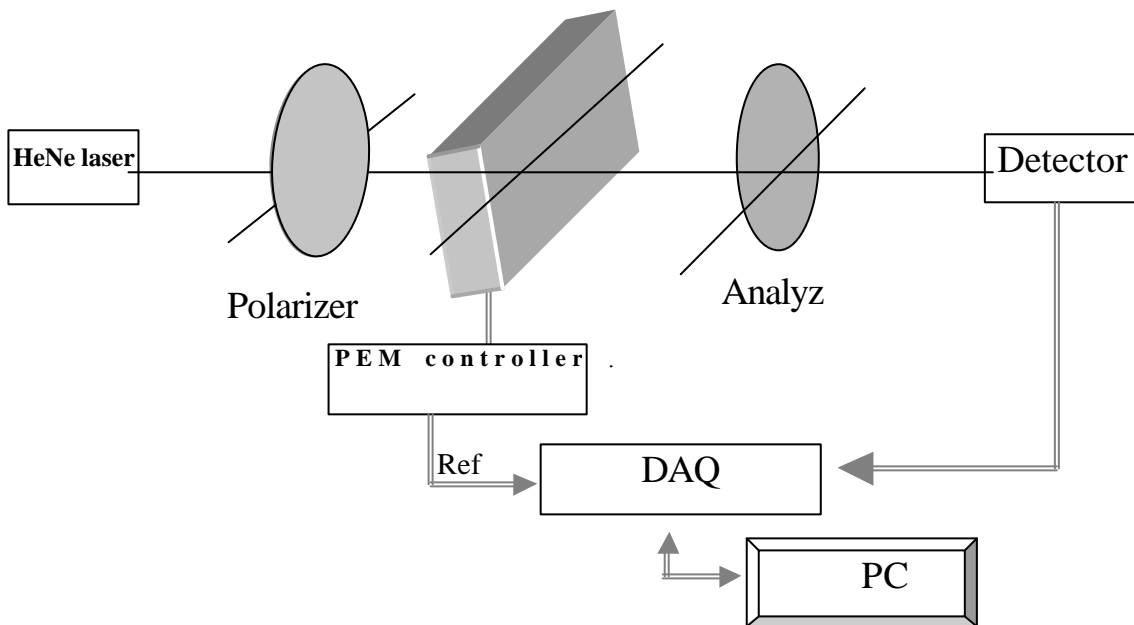 HeNe laser
Detector
Polarizer
Analyz
PEM controller
.
Ref
DAQ
PC